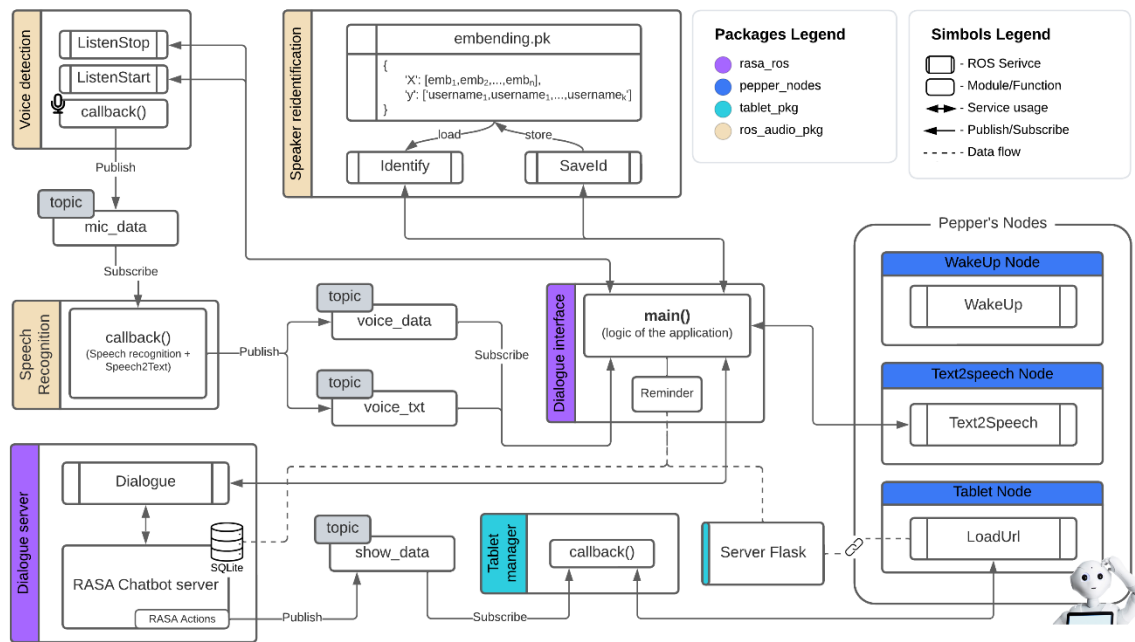 Voice detection
ListenStop
ListenStart
callback()
Publish
topic
mic_data
Subscribe
Speaker reidentification
embending.pk
{
'X': [emb1,emb2,...,embn],
'y': ['username1,username1,...,usernamek']
}
load
store
Identify
SaveId
Packages Legend
rasa_ros
pepper_nodes
tablet_pkg
ros_audio_pkg
Simbols Legend
- ROS Serivce
- Module/Function
- Service usage
- Publish/Subscribe
- Data flow
Speech
Recognition
callback()
(Speech recognition +
Speech2Text)
Publish
topic
voice_data
topic
voice_txt
Subscribe
Dialogue interface
main()
(logic of the application)
Reminder
Pepper's Nodes
WakeUp Node
WakeUp
Text2speech Node
Text2Speech
Tablet Node
LoadUrl
Dialogue server
Dialogue
SQLite
RASA Chatbot server
RASA Actions
Publish
topic
show_data
Subscribe
Tablet
manager
callback()
Server Flask